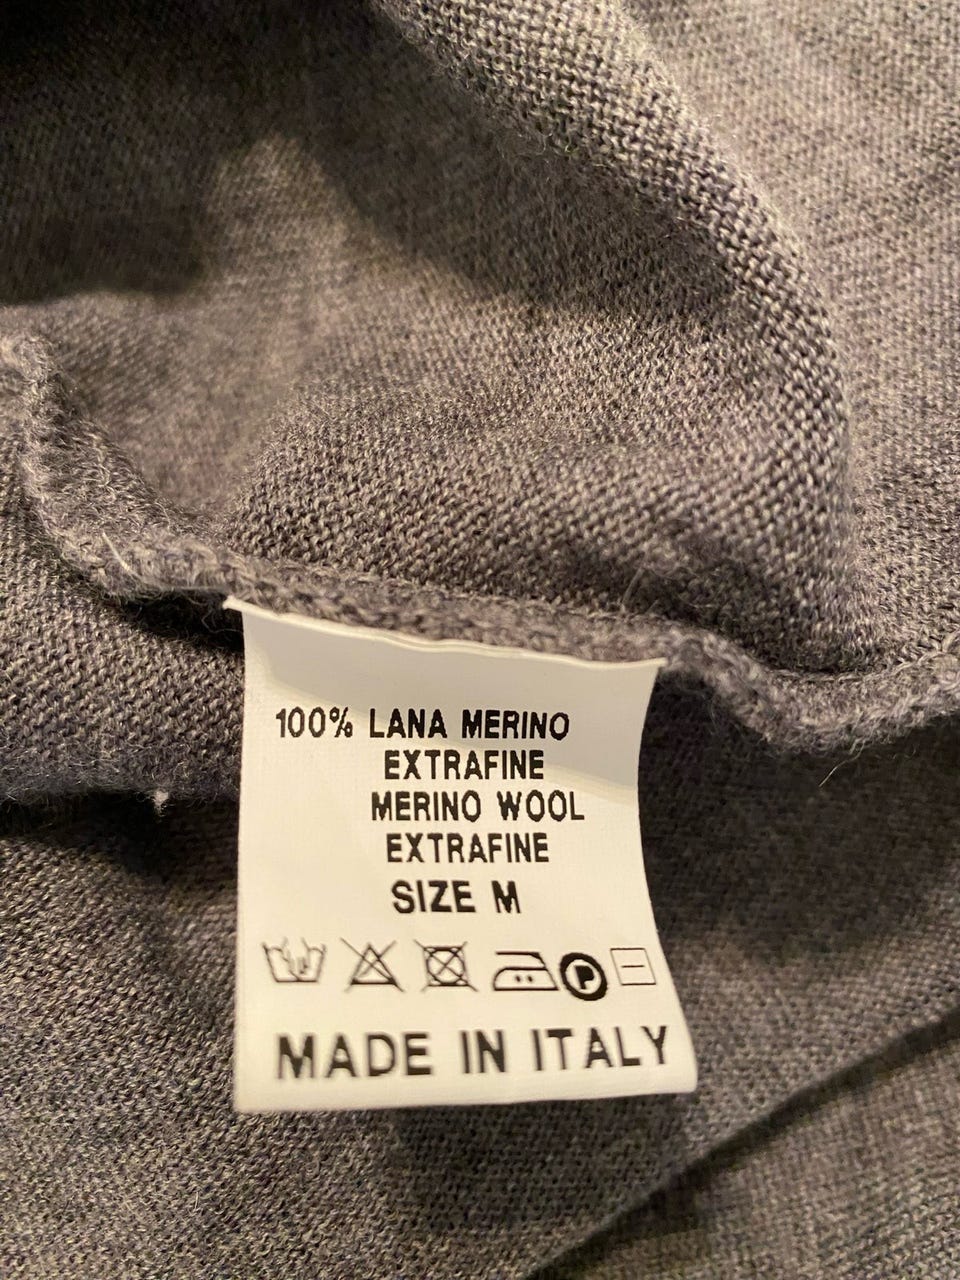 100% LANA MERINO
EXTRAFINE
MERINO WOOL
EXTRAFINE
SIZE M
P
MADE IN ITALY